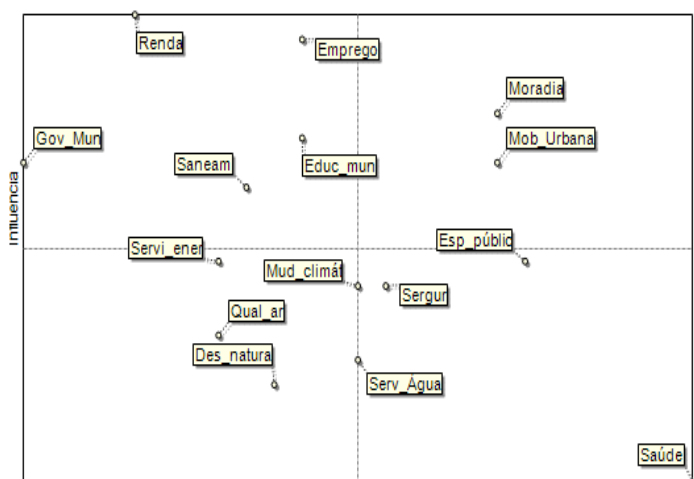 Renda
Emprego
Moradia
Gov_Mun
Mob_Urbana
Saneam
Educ_mun
Influencia
Servi_ener
Esp_públic
Mud_climát
Sergur
Qual_ar
Des_natura
Serv_Água
Saúde